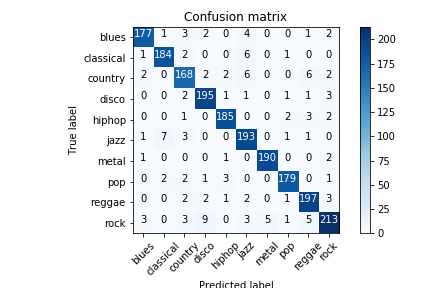 Confusion matrix
True label
blues 177 1 3 2 0 4 0 0 1 2
classical 1 184 2 0 0 6 0 1 0 0
country 2 0 168 2 2 6 0 0 6 2
disco 0 0 2 195 1 1 0 1 1 3
hiphop 0 0 1 0 185 0 0 2 3 2
jazz 1 7 3 0 0 193 0 1 1 0
metal 1 0 0 0 1 0 190 0 0 2
pop 0 2 2 1 3 0 0 179 0 1
reggae 0 0 2 2 1 2 0 1 197 3
rock 3 0 3 9 0 3 5 1 5 213
blues classical country disco hiphop jazz metal pop reggae rock
Predicted label
200
175
150
125
100
75
50
25
0